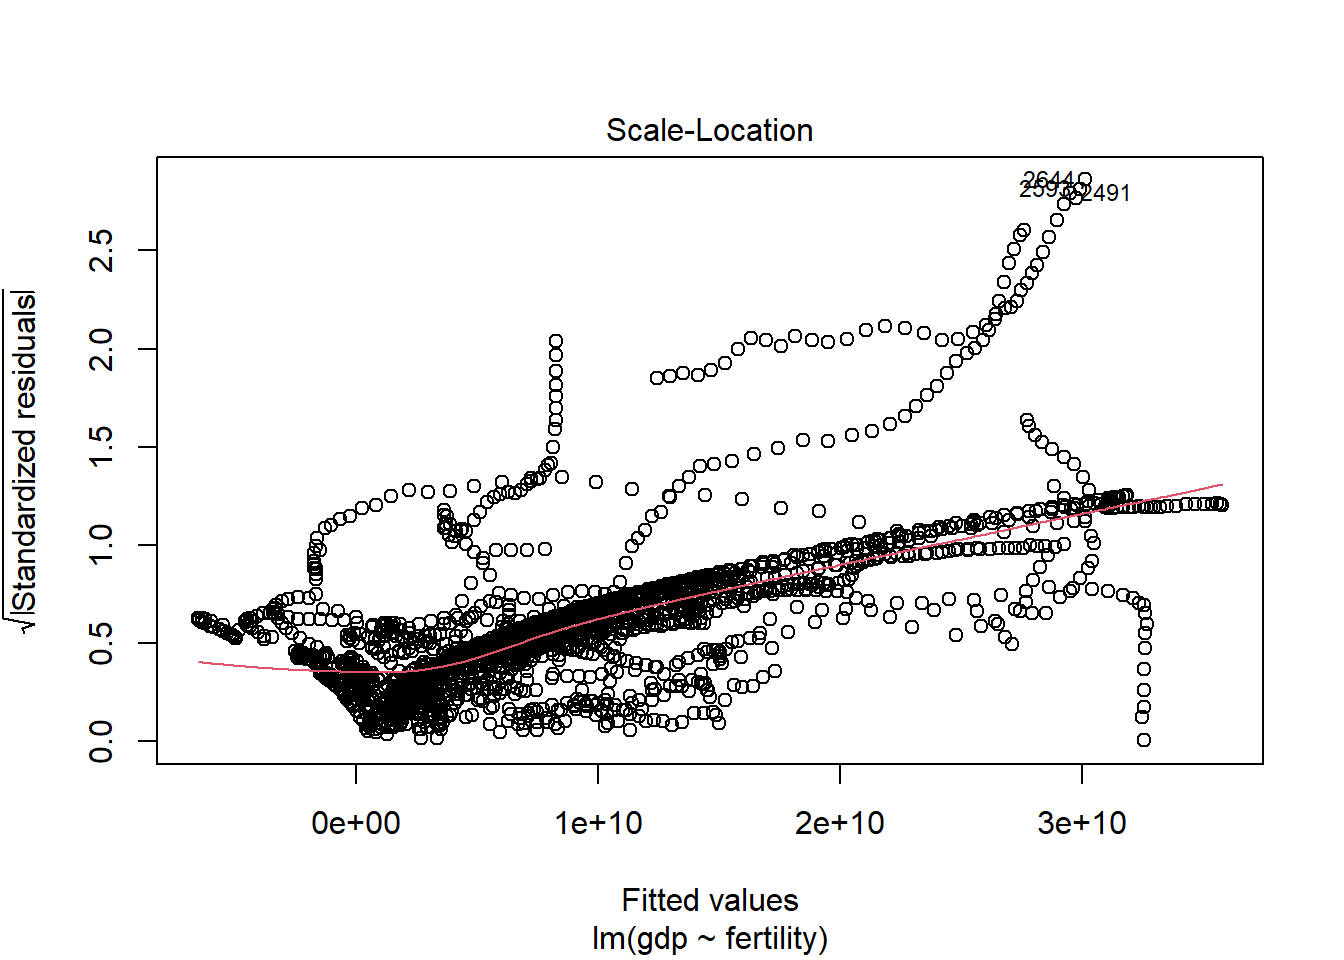 Scale-Location
√|Standardized residuals|
2.5
2.0
1.5
1.0
0.5
0.0
2644
2593
2491
0e+00 1e+10 2e+10 3e+10
Fitted values
lm(gdp ~ fertility)